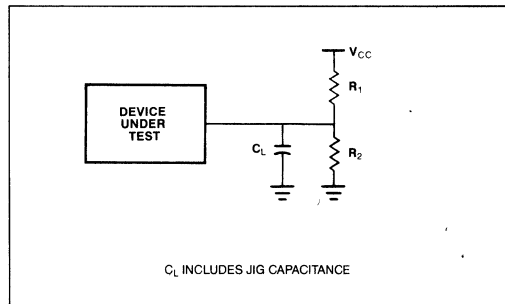 V_CC
R_1
DEVICE
UNDER
TEST
C_L
R_2
C_L INCLUDES JIG CAPACITANCE